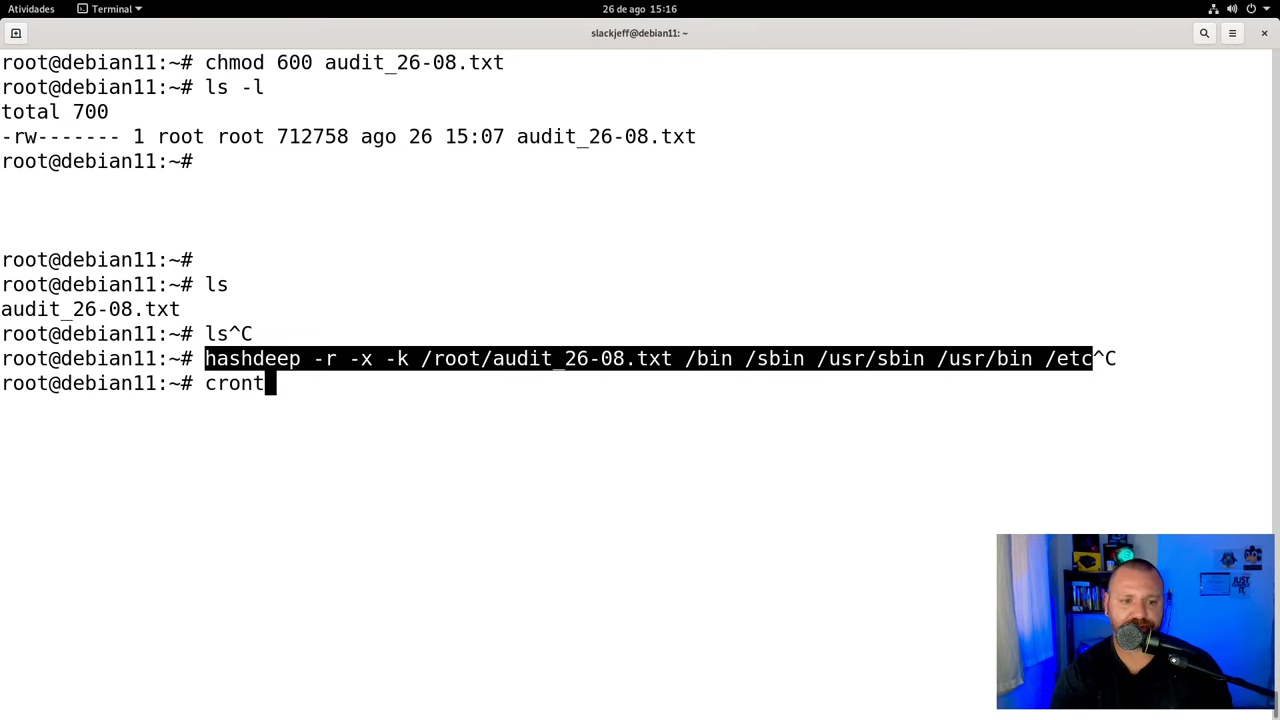 Atividades Terminal 26 de ago 15:16
slackjeff@debian11: ~
root@debian11:~# chmod 600 audit_26-08.txt
root@debian11:~# ls -l
total 700
-rw------- 1 root root 712758 ago 26 15:07 audit_26-08.txt
root@debian11:~#
root@debian11:~#
root@debian11:~# ls
audit_26-08.txt
root@debian11:~# ls^C
root@debian11:~# hashdeep -r -x -k /root/audit_26-08.txt /bin /sbin /usr/sbin /usr/bin /etc^C
root@debian11:~# cront
JUST